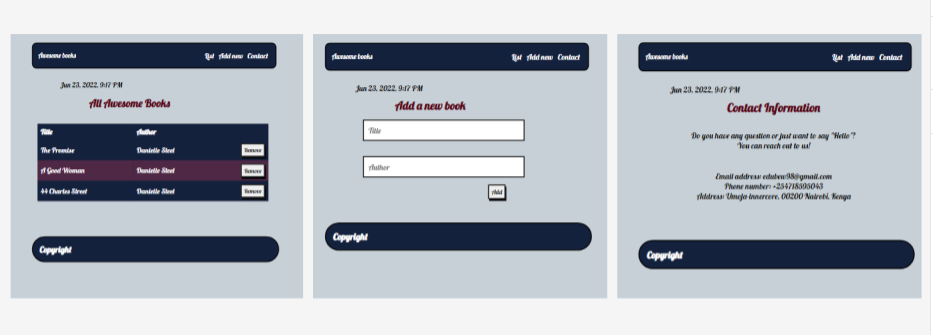 Awesome books List Add new Contact
Jun 23, 2022, 9:17 PM
All Awesome Books
Title Author
The Promise Danielle Steel Remove
A Good Woman Danielle Steel Remove
44 Charles Street Danielle Steel Remove
Copyright
Awesome books List Add new Contact
Jun 23, 2022, 9:17 PM
Add a new book
Title
Author
Add
Copyright
Awesome books List Add new Contact
Jun 23, 2022, 9:17 PM
Contact Information
Do you have any question or just want to say "Hello"?
You can reach out to us!
Email address: edubew98@gmail.com
Phone number: +254718595043
Address: Umoja innercore, 00200 Nairobi, Kenya
Copyright